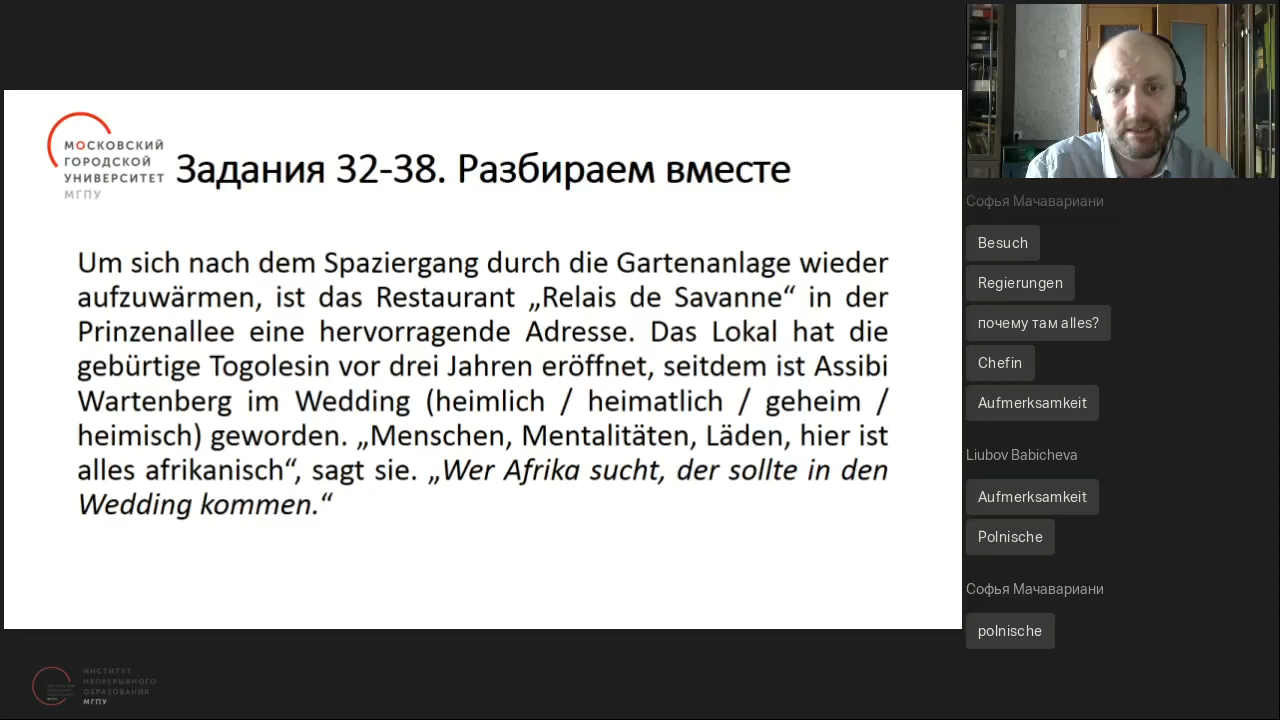 МОСКОВСКИЙ
ГОРОДСКОЙ
УНИВЕРСИТЕТ
МГПУ
Задания 32-38. Разбираем вместе
Um sich nach dem Spaziergang durch die Gartenanlage wieder
aufzuwärmen, ist das Restaurant „Relais de Savanne“ in der
Prinzenallee eine hervorragende Adresse. Das Lokal hat die
gebürtige Togolesin vor drei Jahren eröffnet, seitdem ist Assibi
Wartenberg im Wedding (heimlich / heimatlich / geheim /
heimisch) geworden. „Menschen, Mentalitäten, Läden, hier ist
alles afrikanisch“, sagt sie. „Wer Afrika sucht, der sollte in den
Wedding kommen.“
Софья Мачавариани
Besuch
Regierungen
почему там alles?
Chefin
Aufmerksamkeit
Liubov Babicheva
Aufmerksamkeit
Polnische
Софья Мачавариани
polnische
ИНСТИТУТ
НЕПРЕРЫВНОГО
ОБРАЗОВАНИЯ
МГПУ